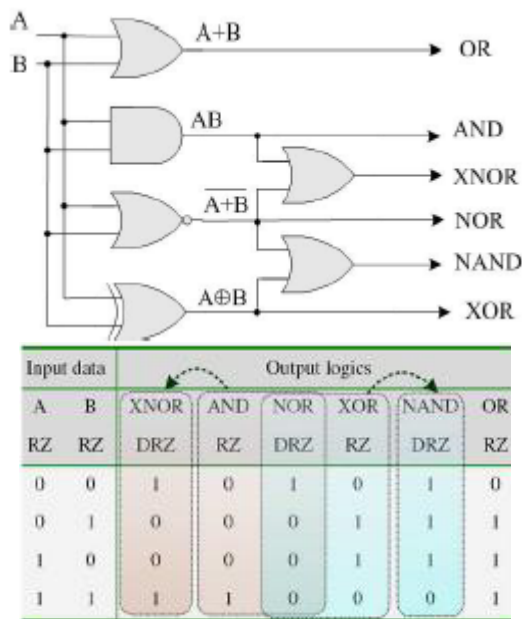 A
A+B
OR
B
AB
AND
XNOR
A+B
NOR
NAND
A⊕B
XOR
Input data Output logics
A B XNOR AND NOR XOR NAND OR
RZ RZ DRZ RZ DRZ RZ DRZ RZ
0 0 1 0 1 0 1 0
0 1 0 0 0 1 1 1
1 0 0 0 0 1 1 1
1 1 1 1 0 0 0 1